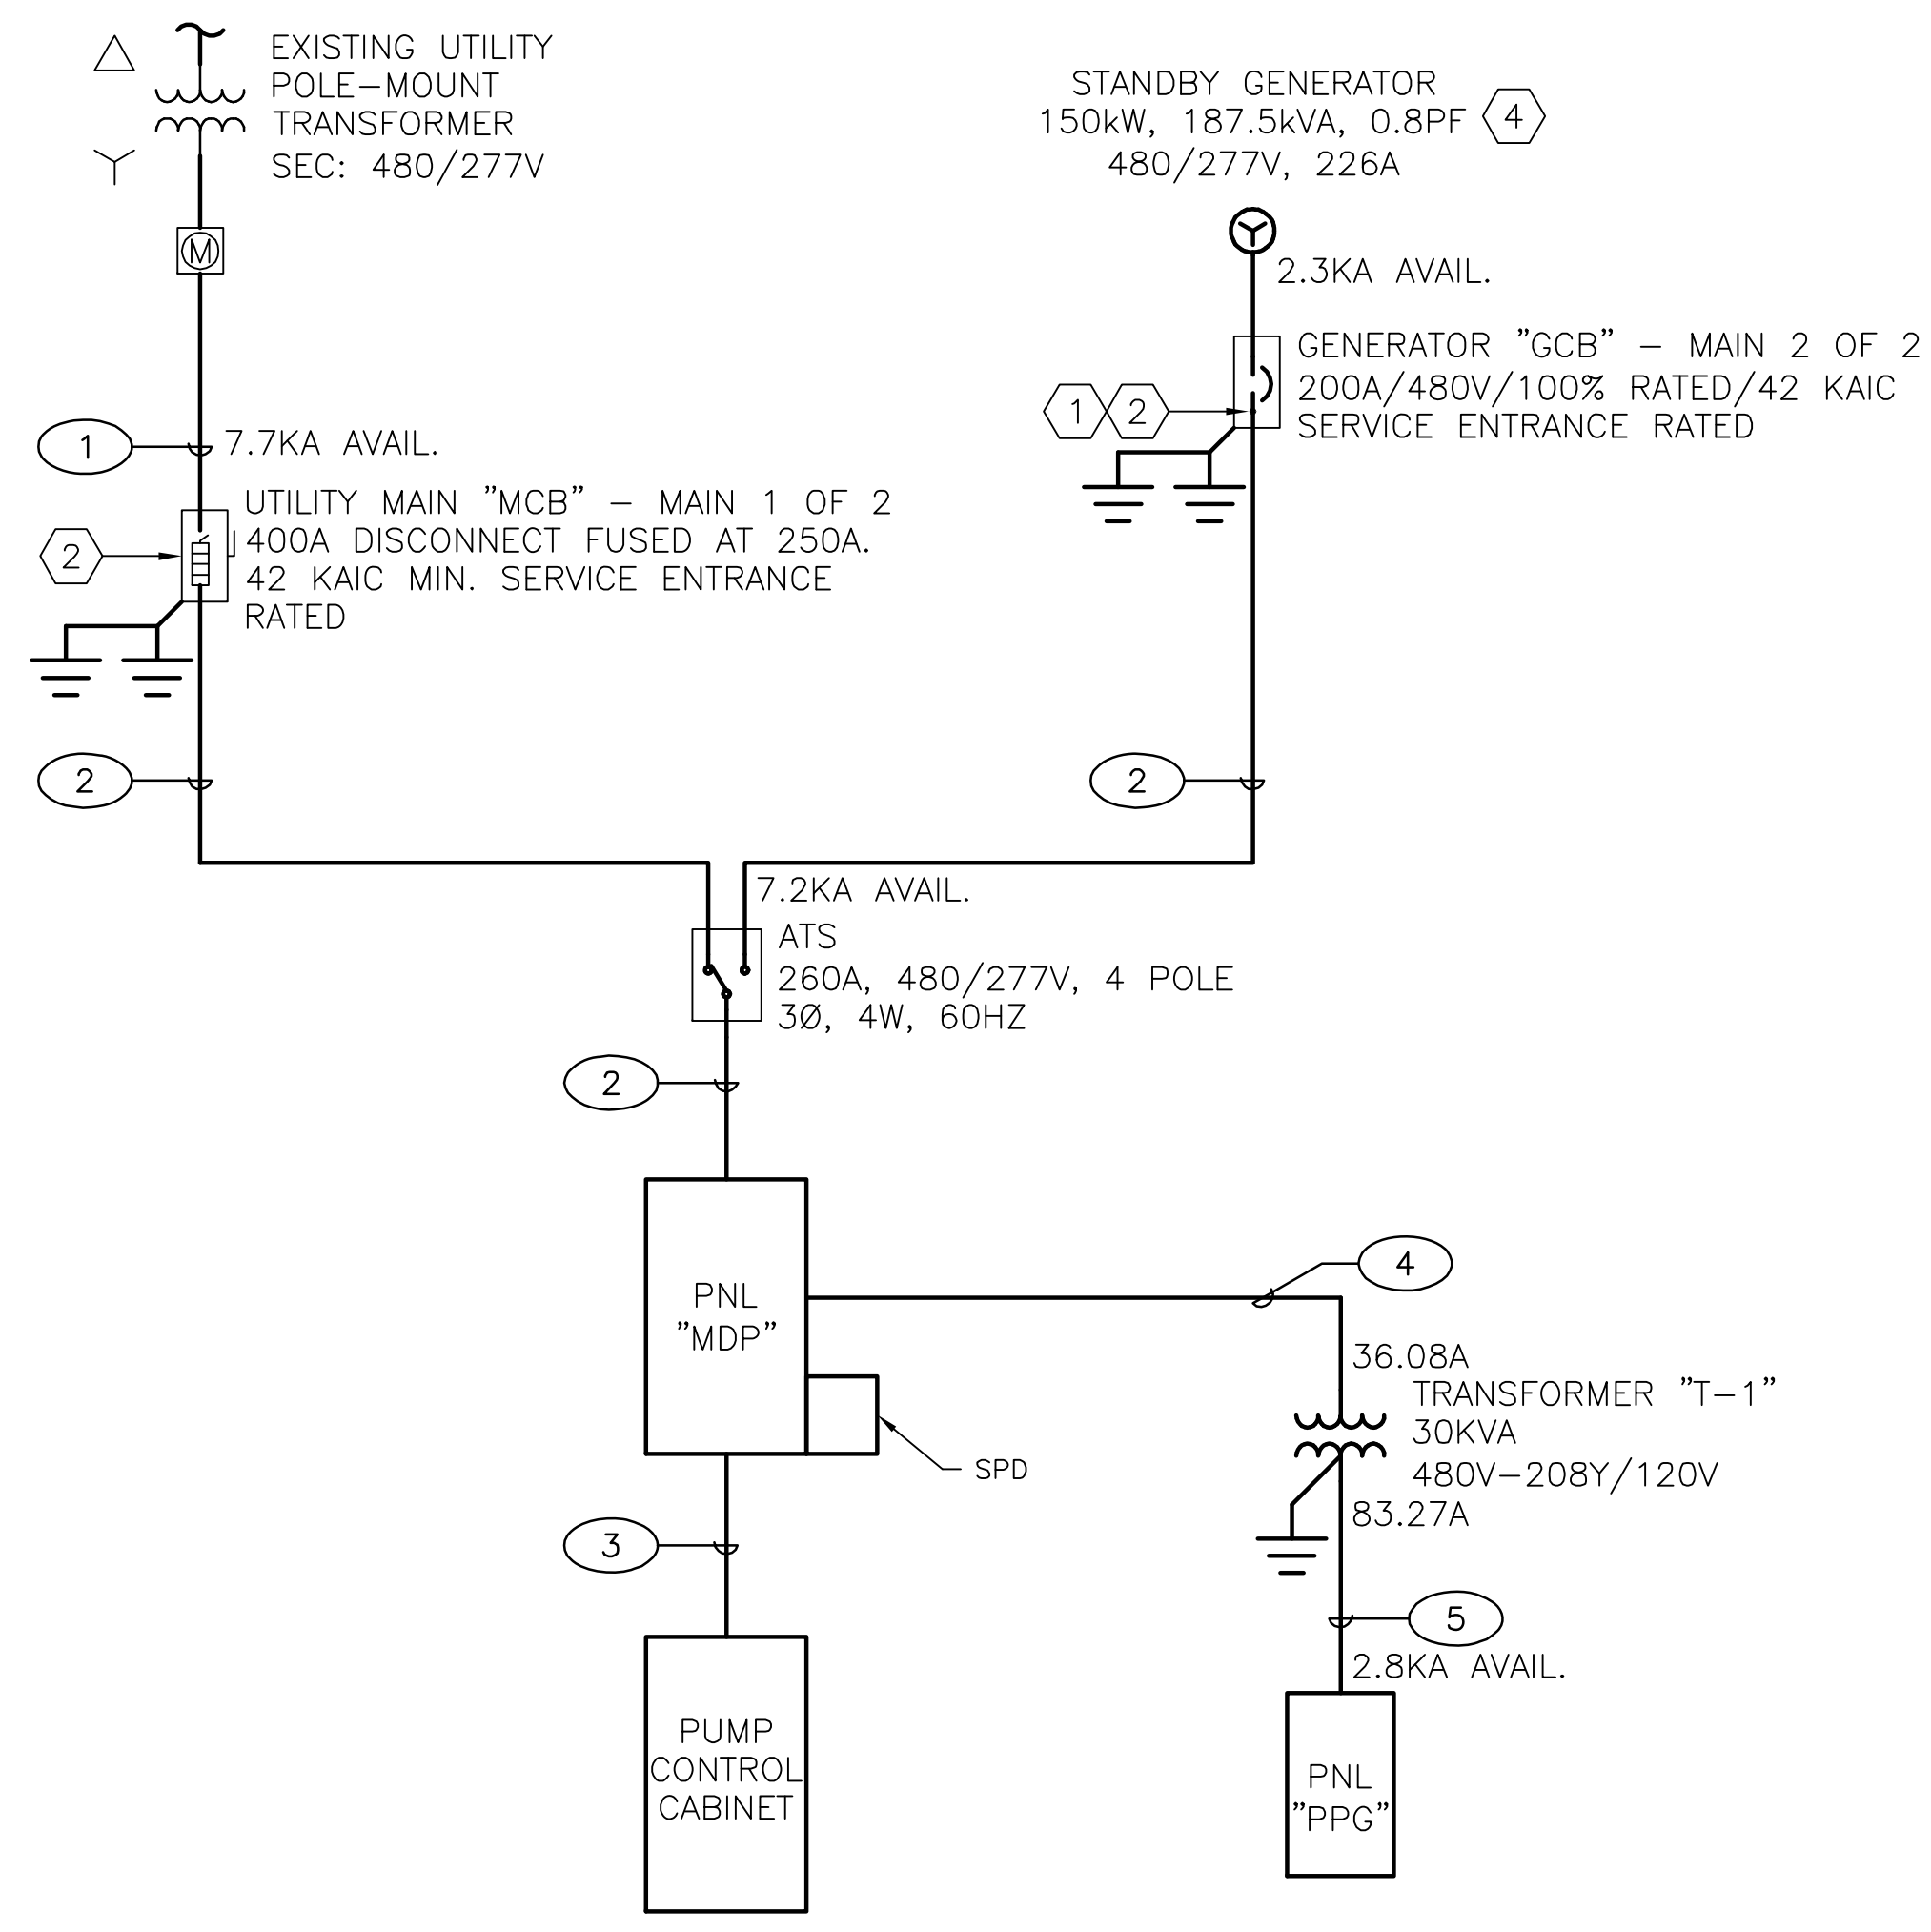 EXISTING UTILITY
POLE-MOUNT
TRANSFORMER
SEC: 480/277V
M
STANDBY GENERATOR
150kW, 187.5kVA, 0.8PF
480/277V, 226A
4
2.3KA AVAIL.
GENERATOR "GCB" - MAIN 2 OF 2
200A/480V/100% RATED/42 KAIC
SERVICE ENTRANCE RATED
1
2
1
7.7KA AVAIL.
UTILITY MAIN "MCB" - MAIN 1 OF 2
400A DISCONNECT FUSED AT 250A.
42 KAIC MIN. SERVICE ENTRANCE
RATED
2
2
2
7.2KA AVAIL.
ATS
260A, 480/277V, 4 POLE
3Ø, 4W, 60HZ
2
PNL
"MDP"
SPD
4
36.08A
TRANSFORMER "T-1"
30KVA
480V-208Y/120V
83.27A
3
5
2.8KA AVAIL.
PUMP
CONTROL
CABINET
PNL
"PPG"